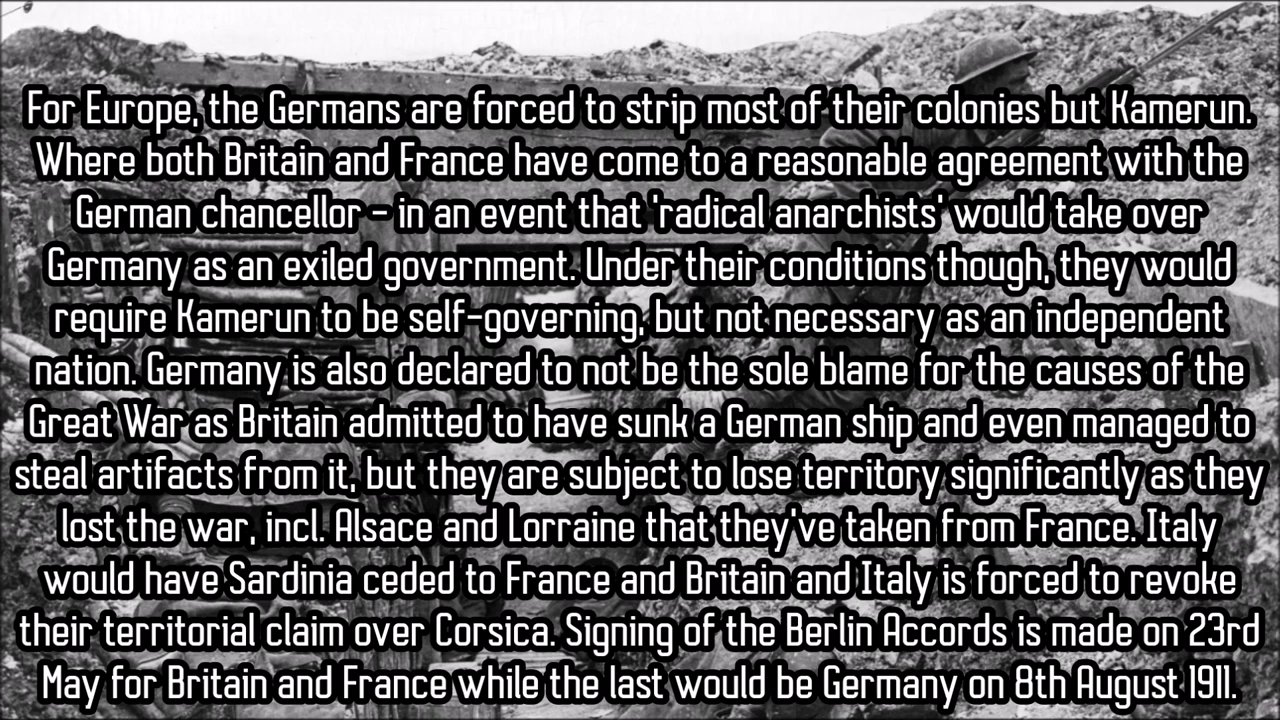 For Europe, the Germans are forced to strip most of their colonies but Kamerun.
Where both Britain and France have come to a reasonable agreement with the
German chancellor - in an event that 'radical anarchists' would take over
Germany as an exiled government. Under their conditions though, they would
require Kamerun to be self-governing, but not necessary as an independent
nation. Germany is also declared to not be the sole blame for the causes of the
Great War as Britain admitted to have sunk a German ship and even managed to
steal artifacts from it, but they are subject to lose territory significantly as they
lost the war, incl. Alsace and Lorraine that they've taken from France. Italy
would have Sardinia ceded to France and Britain and Italy is forced to revoke
their territorial claim over Corsica. Signing of the Berlin Accords is made on 23rd
May for Britain and France while the last would be Germany on 8th August 1911.